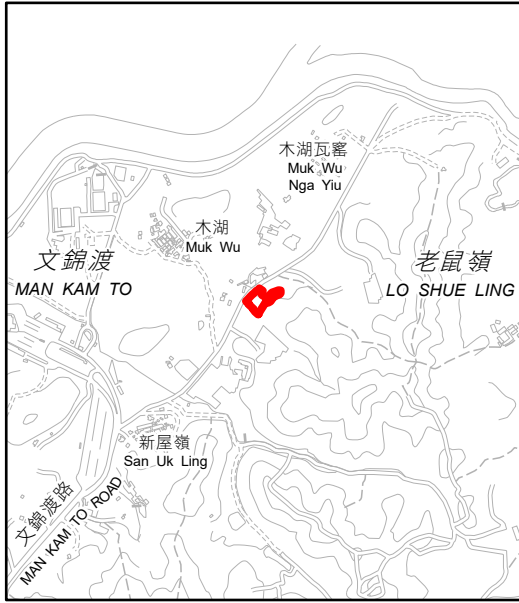 木湖瓦窰
Muk Wu
Nga Yiu
木湖
Muk Wu
文錦渡
MAN KAM TO
老鼠嶺
LO SHUE LING
新屋嶺
San Uk Ling
文錦渡路
MAN KAM TO ROAD